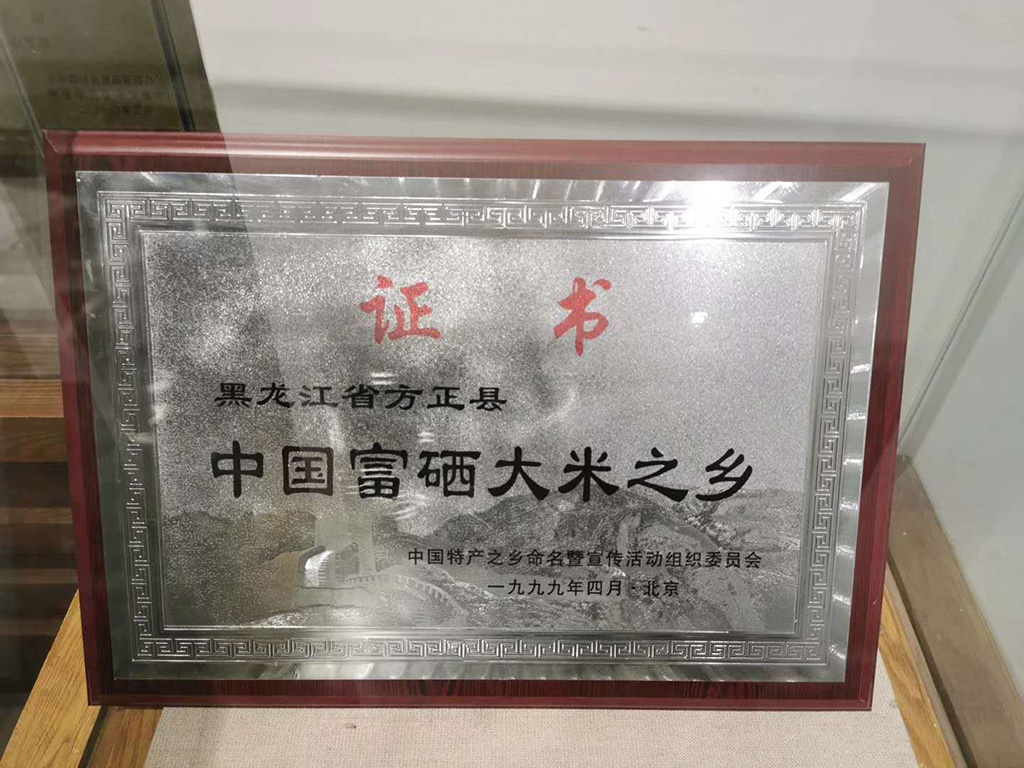 证书
黑龙江省方正县
中国富硒大米之乡
中国特产之乡命名暨宣传活动组织委员会
一九九九年四月·北京